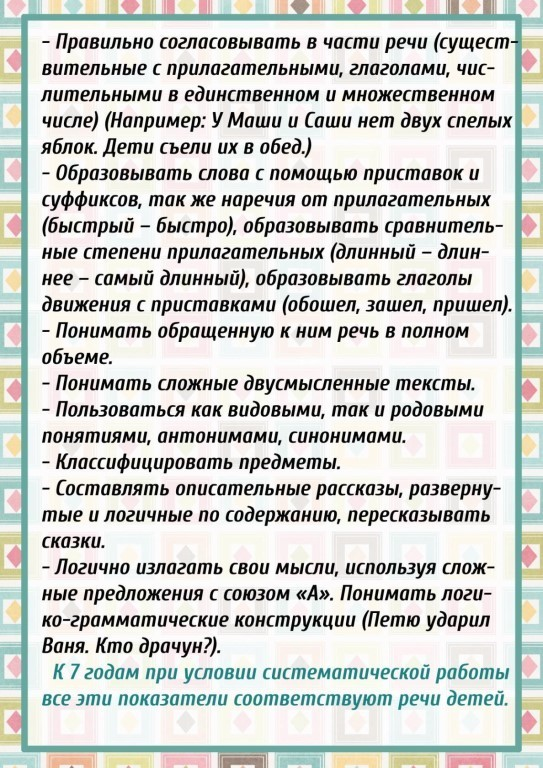 - Правильно согласовывать в части речи (сущест-
вительные с прилагательными, глаголами, чис-
лительными в единственном и множественном
числе) (Например: У Маши и Саши нет двух спелых
яблок. Дети съели их в обед.)
- Образовывать слова с помощью приставок и
суффиксов, так же наречия от прилагательных
(быстрый – быстро), образовывать сравнитель-
ные степени прилагательных (длинный – длин-
нее – самый длинный), образовывать глаголы
движения с приставками (обошел, зашел, пришел).
- Понимать обращенную к ним речь в полном
объеме.
- Понимать сложные двусмысленные тексты.
- Пользоваться как видовыми, так и родовыми
понятиями, антонимами, синонимами.
- Классифицировать предметы.
- Составлять описательные рассказы, разверну-
тые и логичные по содержанию, пересказывать
сказки.
- Логично излагать свои мысли, используя слож-
ные предложения с союзом «А». Понимать логи-
ко-грамматические конструкции (Петю ударил
Ваня. Кто драчун?).
К 7 годам при условии систематической работы
все эти показатели соответствуют речи детей.